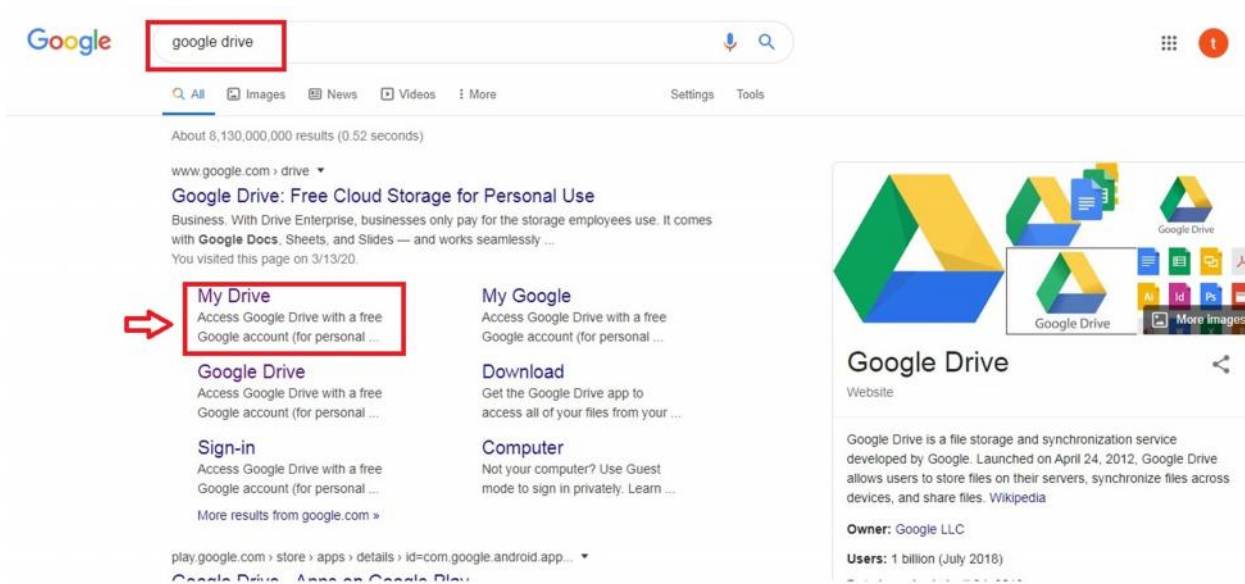 Google
google drive
t
All Images News Videos More Settings Tools
About 8,130,000,000 results (0.52 seconds)
www.google.com › drive
Google Drive: Free Cloud Storage for Personal Use
Business. With Drive Enterprise, businesses only pay for the storage employees use. It comes
with Google Docs, Sheets, and Slides — and works seamlessly ...
You visited this page on 3/13/20.
My Drive
Access Google Drive with a free
Google account (for personal ...
My Google
Access Google Drive with a free
Google account (for personal ...
Google Drive
Access Google Drive with a free
Google account (for personal ...
Download
Get the Google Drive app to
access all of your files from your ...
Sign-in
Access Google Drive with a free
Google account (for personal ...
Computer
Not your computer? Use Guest
mode to sign in privately. Learn ...
More results from google.com »
play.google.com › store › apps › details › id=com.google.android.app...
Google Drive - Apps on Google Play
Google Drive
Google Drive
Ai Id Ps
More images
Google Drive
Website
Google Drive is a file storage and synchronization service
developed by Google. Launched on April 24, 2012, Google Drive
allows users to store files on their servers, synchronize files across
devices, and share files. Wikipedia
Owner: Google LLC
Users: 1 billion (July 2018)